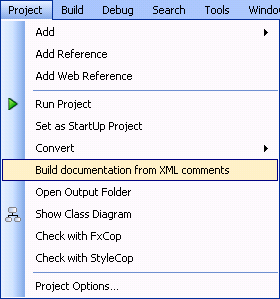 Project Build Debug Search Tools
Add
Add Reference
Add Web Reference
Run Project
Set as StartUp Project
Convert
Build documentation from XML comments
Open Output Folder
Show Class Diagram
Check with FxCop
Check with StyleCop
Project Options...